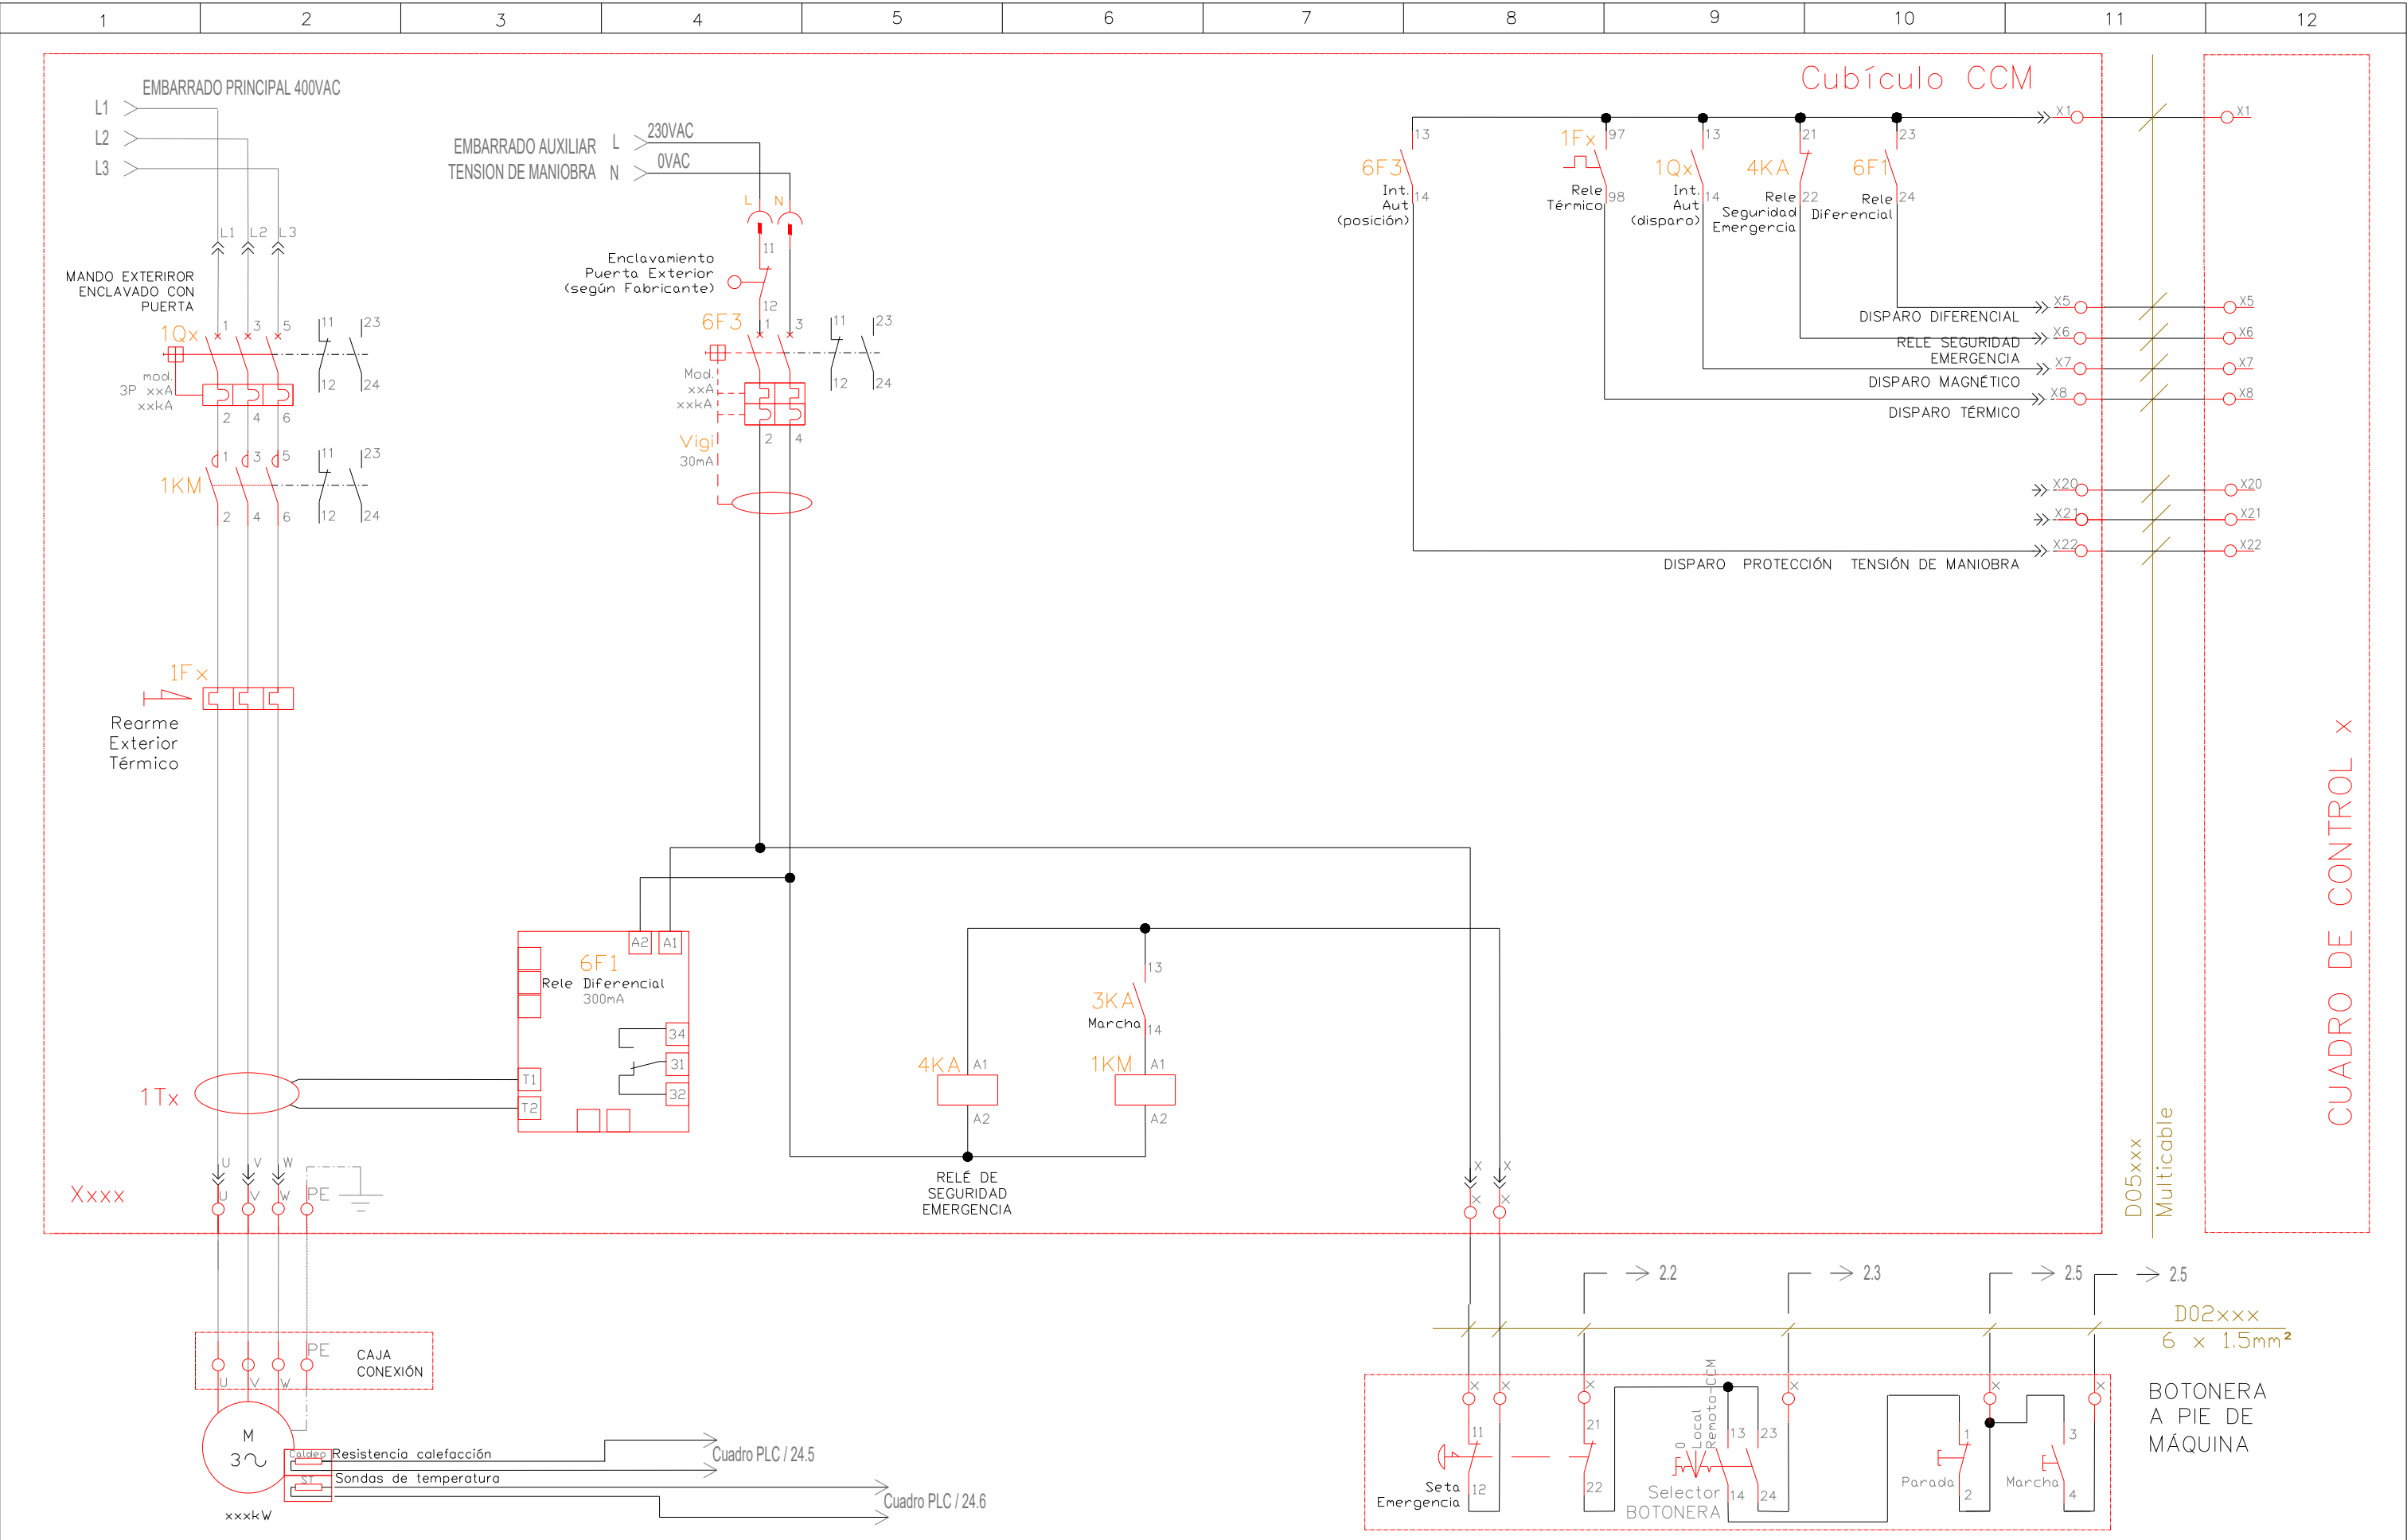 1 2 3 4 5 6 7 8 9 10 11 12
Cubículo CCM
EMBARRADO PRINCIPAL 400VAC
L1
L2
L3
EMBARRADO AUXILIAR L 230VAC
TENSION DE MANIOBRA N 0VAC
L N
L1 L2 L3
MANDO EXTERIROR
ENCLAVADO CON
PUERTA
1Qx
1 3 5 11 23
mod.
3P xxA
xxkA
12 24
2 4 6
1KM
1 3 5 11 23
2 4 6 12 24
Enclavamiento
Puerta Exterior
(según Fabricante)
11
12
6F3
1 3 11 23
Mod.
xxA
xxkA
12 24
2 4
Vigi
30mA
13
6F3
Int.
Aut
(posición)
14
1Fx
97
Rele
Térmico
98
13
1Qx
Int.
Aut
(disparo)
14
21
4KA
Rele
Seguridad
Emergercia
22
23
6F1
Rele
Diferencial
24
X1 X1
X5 X5
DISPARO DIFERENCIAL
X6 X6
RELE SEGURIDAD
EMERGENCIA
X7 X7
DISPARO MAGNÉTICO
X8 X8
DISPARO TÉRMICO
X20 X20
X21 X21
X22 X22
DISPARO PROTECCIÓN TENSIÓN DE MANIOBRA
1Fx
Rearme
Exterior
Térmico
A2 A1
6F1
Rele Diferencial
300mA
34
31
32
T1
T2
1Tx
13
3KA
Marcha
14
4KA A1
A2
1KM A1
A2
RELÉ DE
SEGURIDAD
EMERGENCIA
U V W
Xxxx
U V W PE
X X
X X
D05xxx
Multicable
CUADRO DE CONTROL x
2.2
2.3
2.5
2.5
D02xxx
6 x 1.5mm²
PE
CAJA
CONEXIÓN
U V W
M
3
Caldeo
Resistencia calefacción
ST
Sondas de temperatura
xxxkW
Cuadro PLC / 24.5
Cuadro PLC / 24.6
X X X X X X
11
Seta
Emergencia
12
21
22
0
Local
Remoto-CCM
13 23
Selector
BOTONERA
14 24
1
Parada
2
3
Marcha
4
BOTONERA
A PIE DE
MÁQUINA